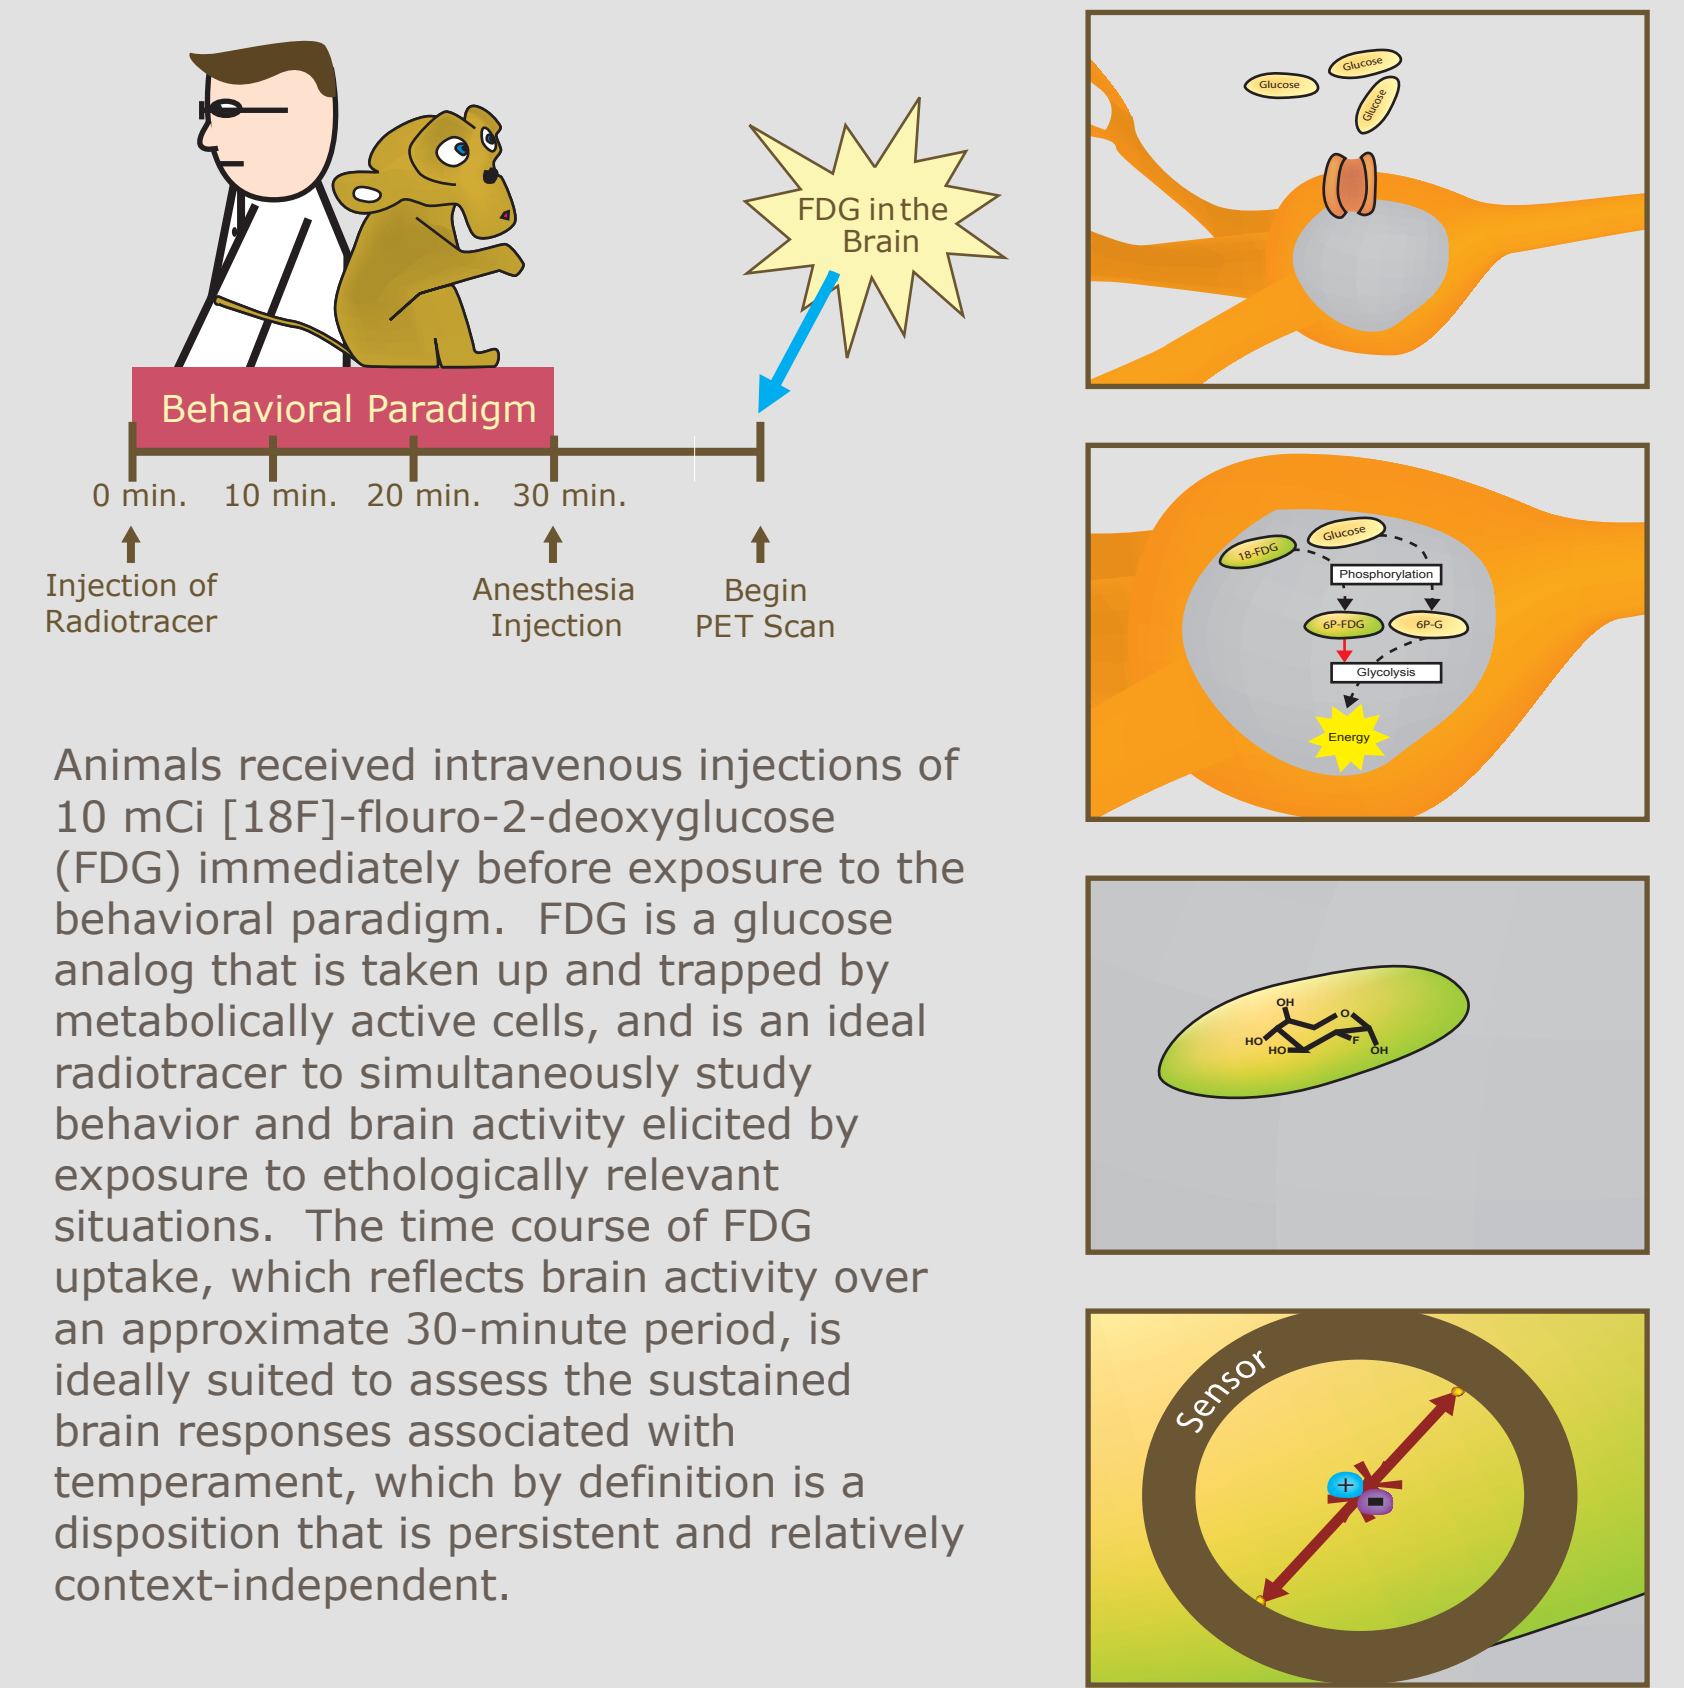 FDG in the
Brain
Behavioral Paradigm
0 min.
10 min.
20 min.
30 min.
Injection of
Radiotracer
Anesthesia
Injection
Begin
PET Scan
Animals received intravenous injections of
10 mCi [18F]-flouro-2-deoxyglucose
(FDG) immediately before exposure to the
behavioral paradigm.  FDG is a glucose
analog that is taken up and trapped by
metabolically active cells, and is an ideal
radiotracer to simultaneously study
behavior and brain activity elicited by
exposure to ethologically relevant
situations.  The time course of FDG
uptake, which reflects brain activity over
an approximate 30-minute period, is
ideally suited to assess the sustained
brain responses associated with
temperament, which by definition is a
disposition that is persistent and relatively
context-independent.
Glucose
Glucose
Glucose
18-FDG
Glucose
Phosphorylation
6P-FDG
6P-G
Glycolysis
Energy
OH
O
HO
HO
F
OH
Sensor
+
-